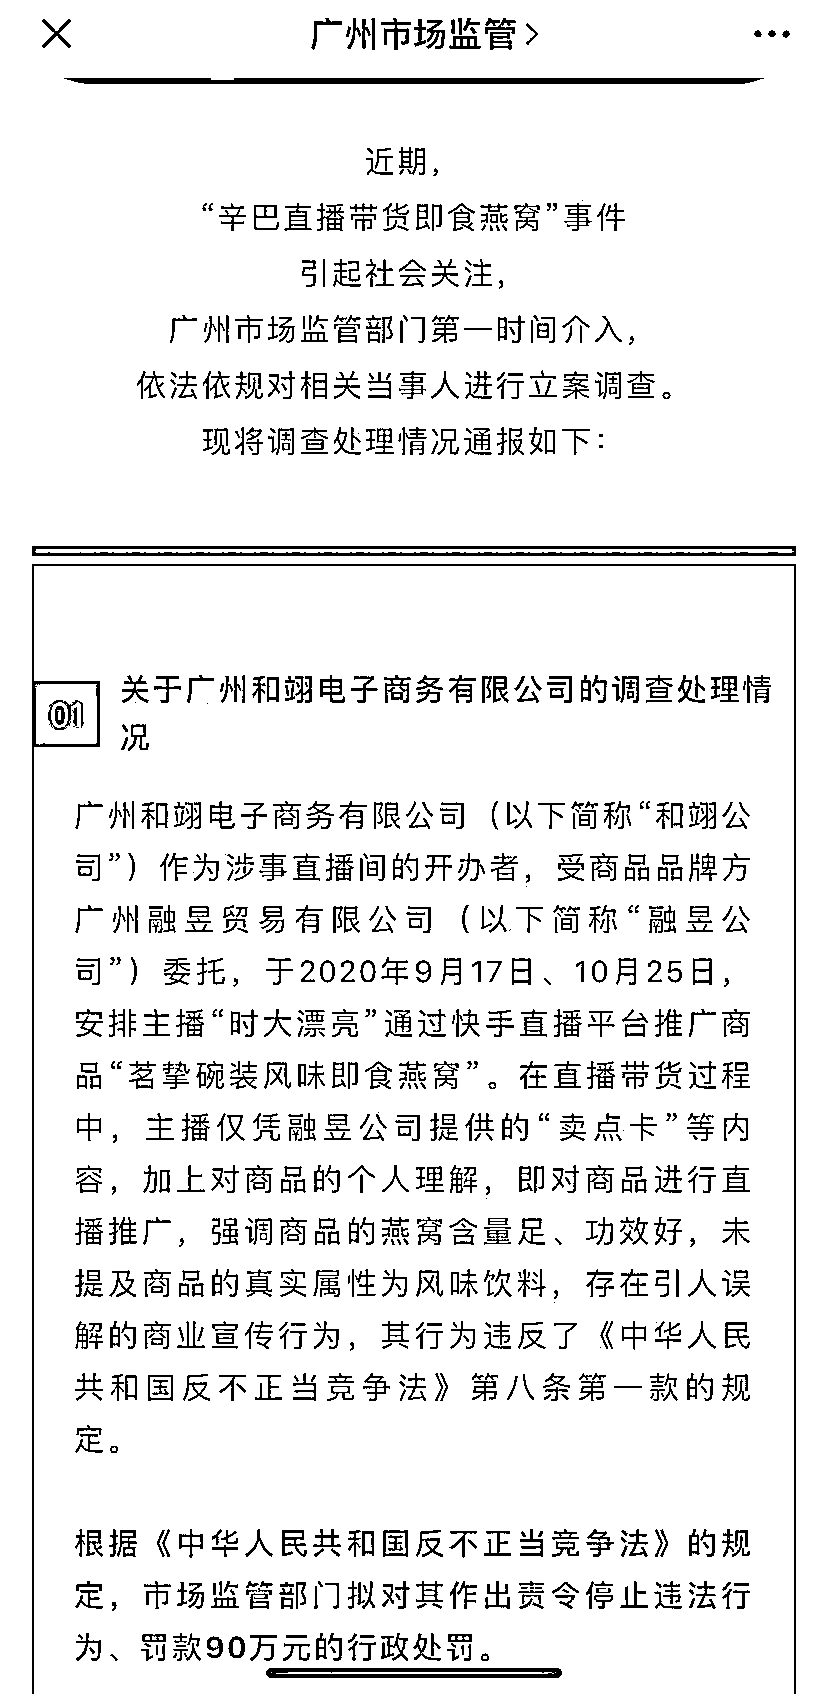 广州市场监管
近期，
“辛巴直播带货即食燕窝”事件
引起社会关注，
广州市场监管部门第一时间介入，
依法依规对相关当事人进行立案调查。
现将调查处理情况通报如下：
01
关于广州和翊电子商务有限公司的调查处理情
况
广州和翊电子商务有限公司（以下简称“和翊公
司”）作为涉事直播间的开办者，受商品品牌方
广州融昱贸易有限公司（以下简称“融昱公
司”）委托，于2020年9月17日、10月25日，
安排主播“时大漂亮”通过快手直播平台推广商
品“茗挚碗装风味即食燕窝”。在直播带货过程
中，主播仅凭融昱公司提供的“卖点卡”等内
容，加上对商品的个人理解，即对商品进行直
播推广，强调商品的燕窝含量足、功效好，未
提及商品的真实属性为风味饮料，存在引人误
解的商业宣传行为，其行为违反了《中华人民
共和国反不正当竞争法》第八条第一款的规
定。
根据《中华人民共和国反不正当竞争法》的规
定，市场监管部门拟对其作出责令停止违法行
为、罚款90万元的行政处罚。